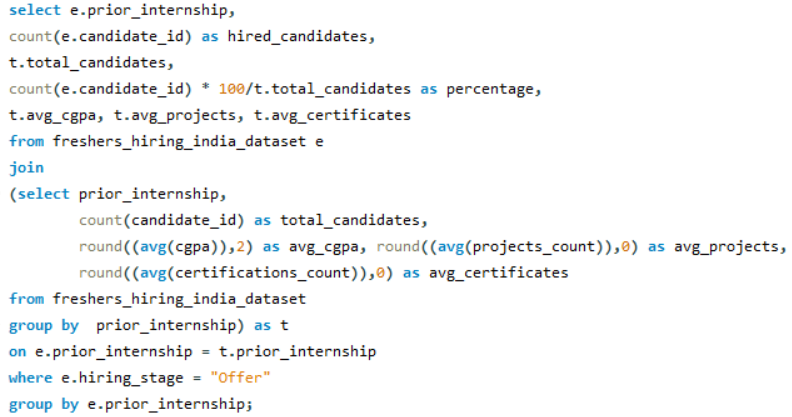 select e.prior_internship,
count(e.candidate_id) as hired_candidates,
t.total_candidates,
count(e.candidate_id) * 100/t.total_candidates as percentage,
t.avg_cgpa, t.avg_projects, t.avg_certificates
from freshers_hiring_india_dataset e
join
(select prior_internship,
count(candidate_id) as total_candidates,
round((avg(cgpa)),2) as avg_cgpa, round((avg(projects_count)),0) as avg_projects,
round((avg(certifications_count)),0) as avg_certificates
from freshers_hiring_india_dataset
group by  prior_internship) as t
on e.prior_internship = t.prior_internship
where e.hiring_stage = "Offer"
group by e.prior_internship;